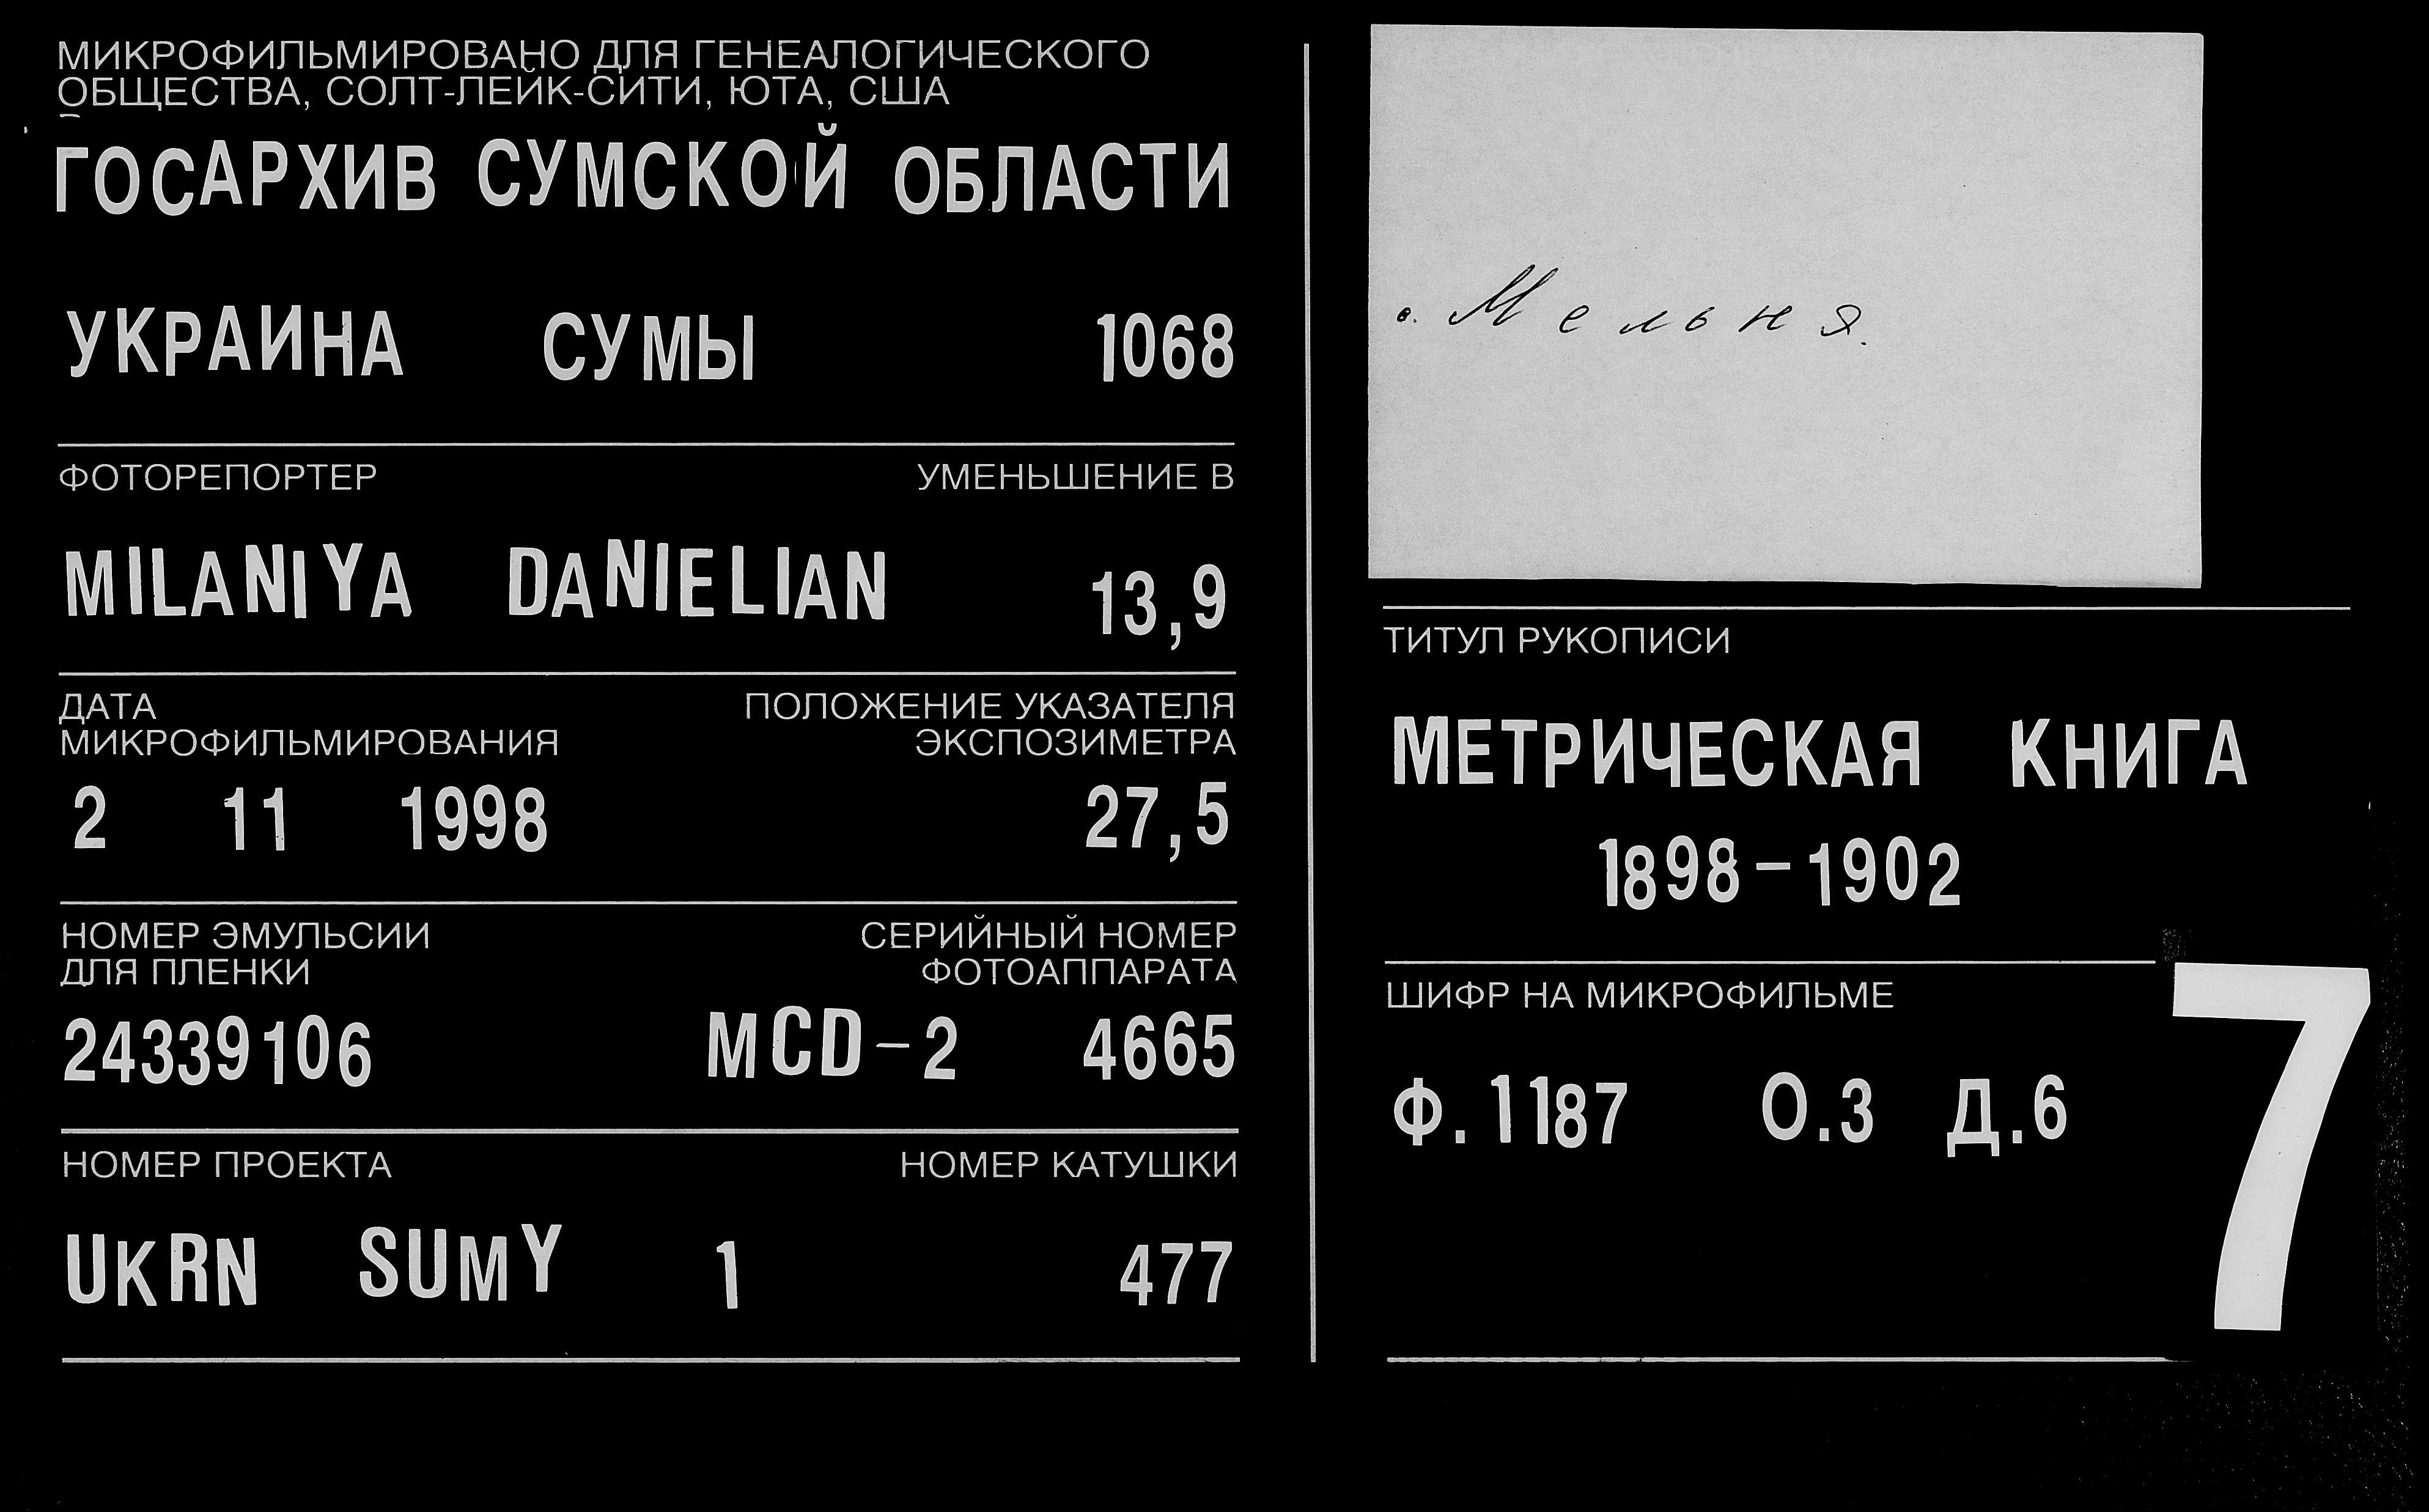 МИКРОФИЛЬМИРОВАНО ДЛЯ ГЕНЕАЛОГИЧЕСКОГО
ОБЩЕСТВА, СОЛТ-ЛЕЙК-СИТИ, ЮТА, США
ГОСАРХИВ СУМСКОЙ ОБЛАСТИ
УКРАИНА СУМЫ 1068
ФОТОРЕПОРТЕР УМЕНЬШЕНИЕ В
MILANIYA DANIELIAN 13,9
ДАТА ПОЛОЖЕНИЕ УКАЗАТЕЛЯ
МИКРОФИЛЬМИРОВАНИЯ ЭКСПОЗИМЕТРА
2 11 1998 27,5
НОМЕР ЭМУЛЬСИИ СЕРИЙНЫЙ НОМЕР
ДЛЯ ПЛЕНКИ ФОТОАППАРАТА
24339106 MCD-2 4665
НОМЕР ПРОЕКТА НОМЕР КАТУШКИ
UKRN SUMY 1 477
с. Мельня.
ТИТУЛ РУКОПИСИ
МЕТРИЧЕСКАЯ КНИГА
1898-1902
ШИФР НА МИКРОФИЛЬМЕ
Ф.1187 О.3 Д.6
7